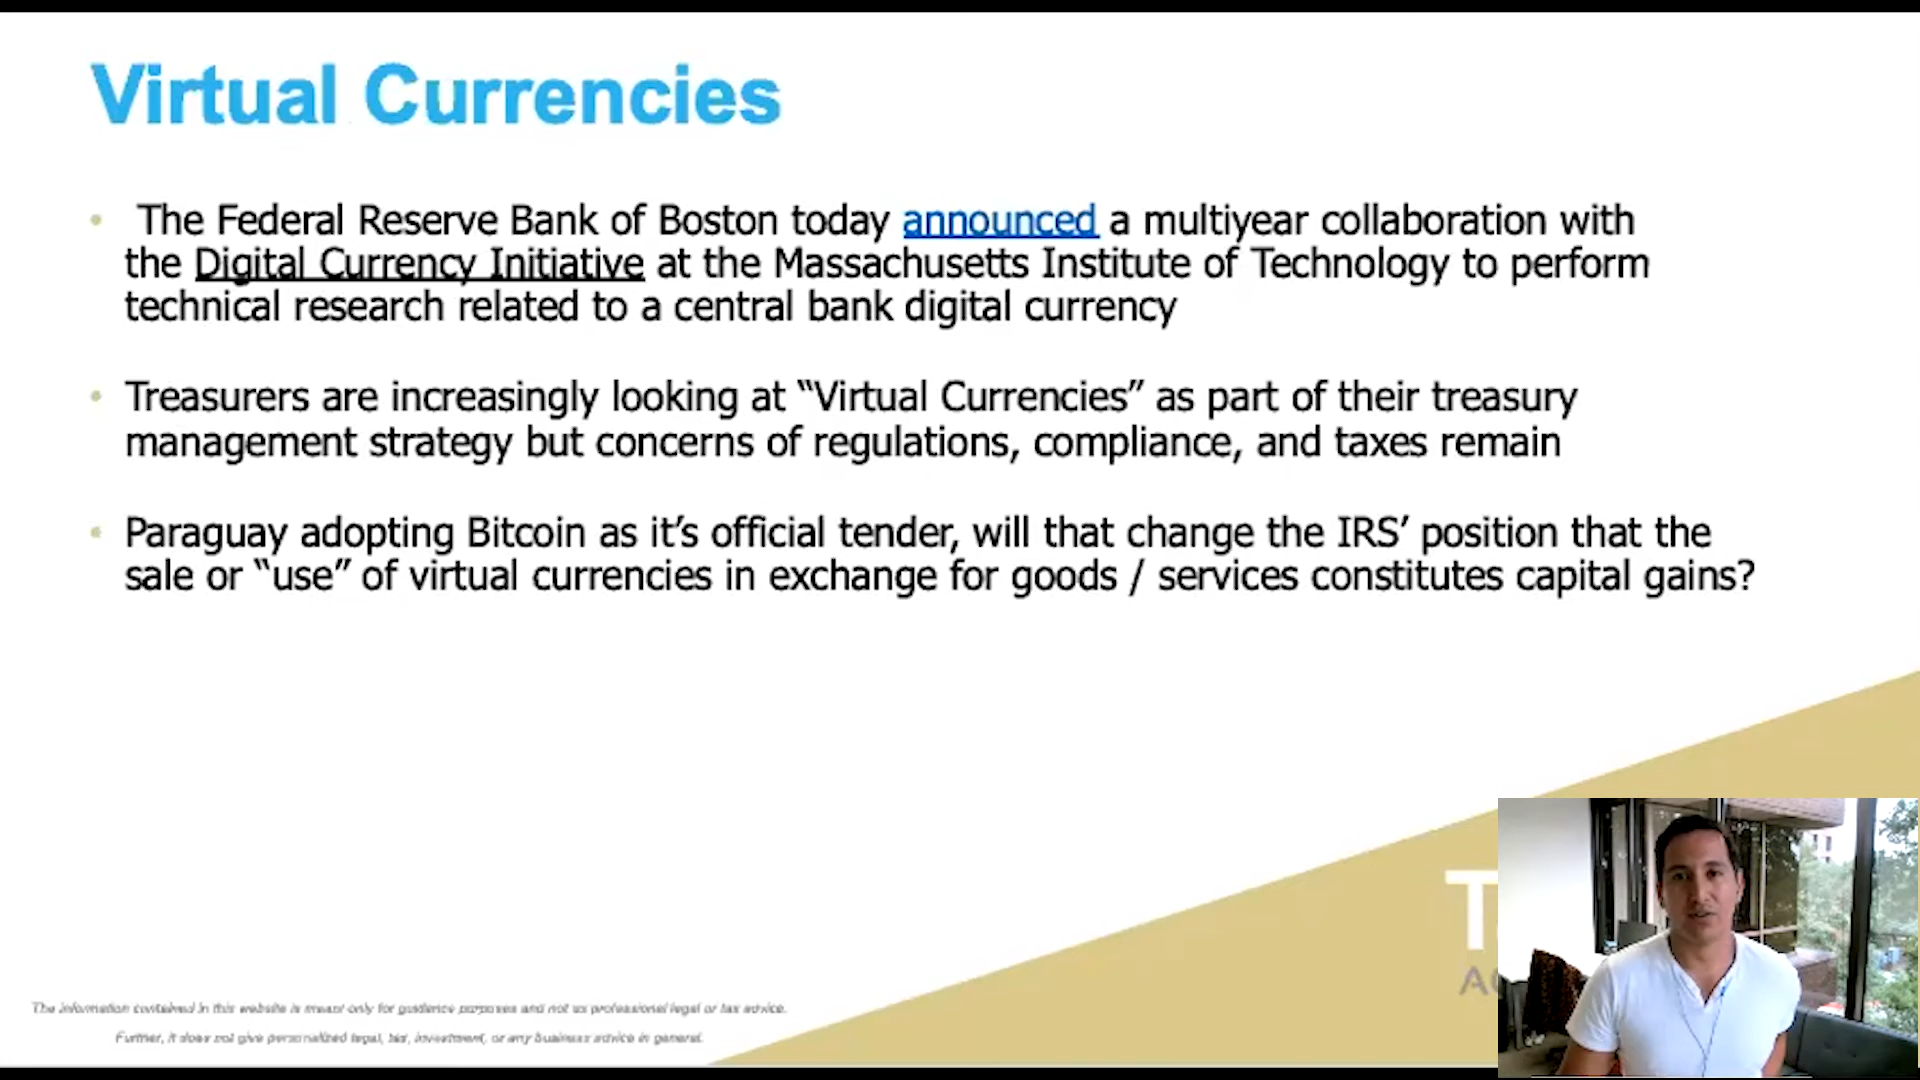 Virtual Currencies
• The Federal Reserve Bank of Boston today announced a multiyear collaboration with
the Digital Currency Initiative at the Massachusetts Institute of Technology to perform
technical research related to a central bank digital currency
• Treasurers are increasingly looking at “Virtual Currencies” as part of their treasury
management strategy but concerns of regulations, compliance, and taxes remain
• Paraguay adopting Bitcoin as it’s official tender, will that change the IRS’ position that the
sale or “use” of virtual currencies in exchange for goods / services constitutes capital gains?
The information contained in this website is meant only for guidance purposes and not as professional legal or tax advice.
Further, it does not give personalized legal, tax, investment, or any business advice in general.